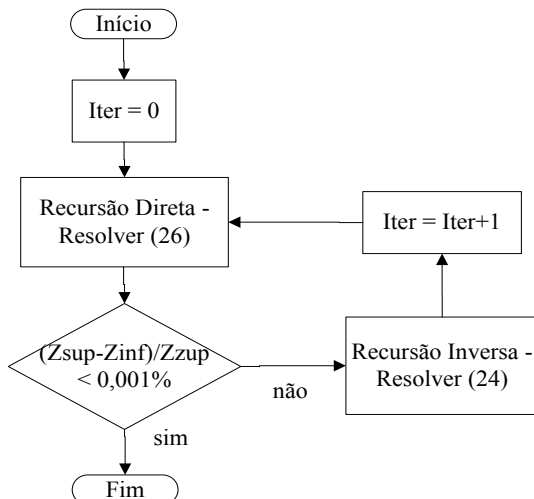 Início
Iter = 0
Recursão Direta -
Resolver (26)
Iter = Iter+1
(Zsup-Zinf)/Zzup
< 0,001%
Recursão Inversa -
Resolver (24)
não
sim
Fim